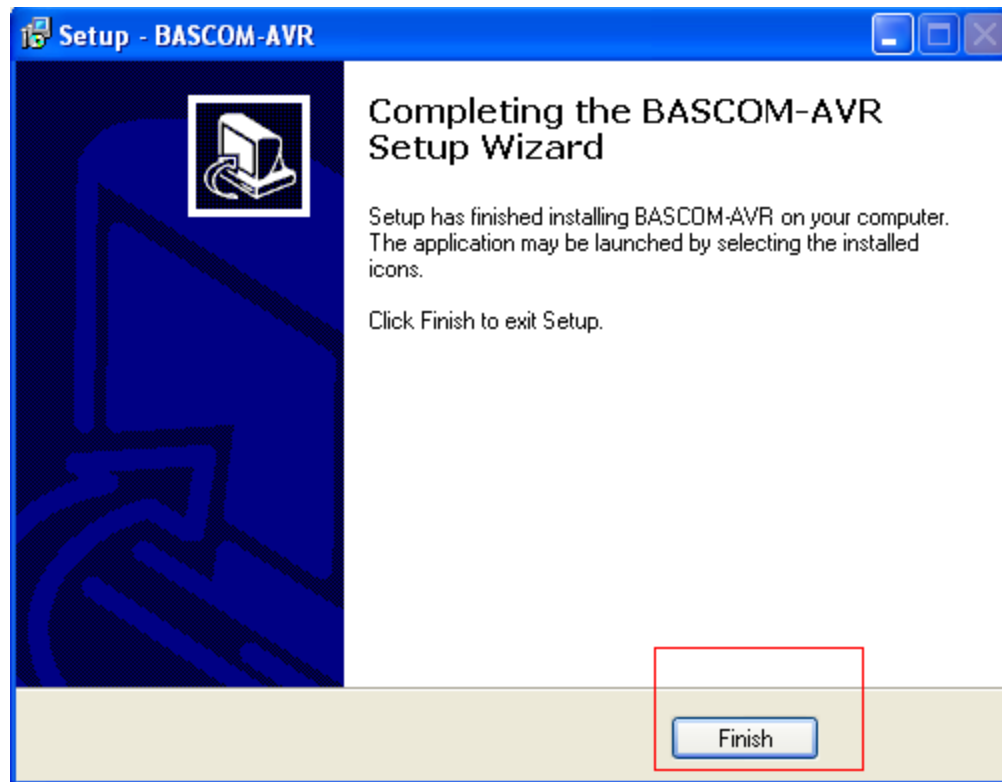 Setup - BASCOM-AVR
Completing the BASCOM-AVR
Setup Wizard
Setup has finished installing BASCOM-AVR on your computer.
The application may be launched by selecting the installed
icons.
Click Finish to exit Setup.
Finish